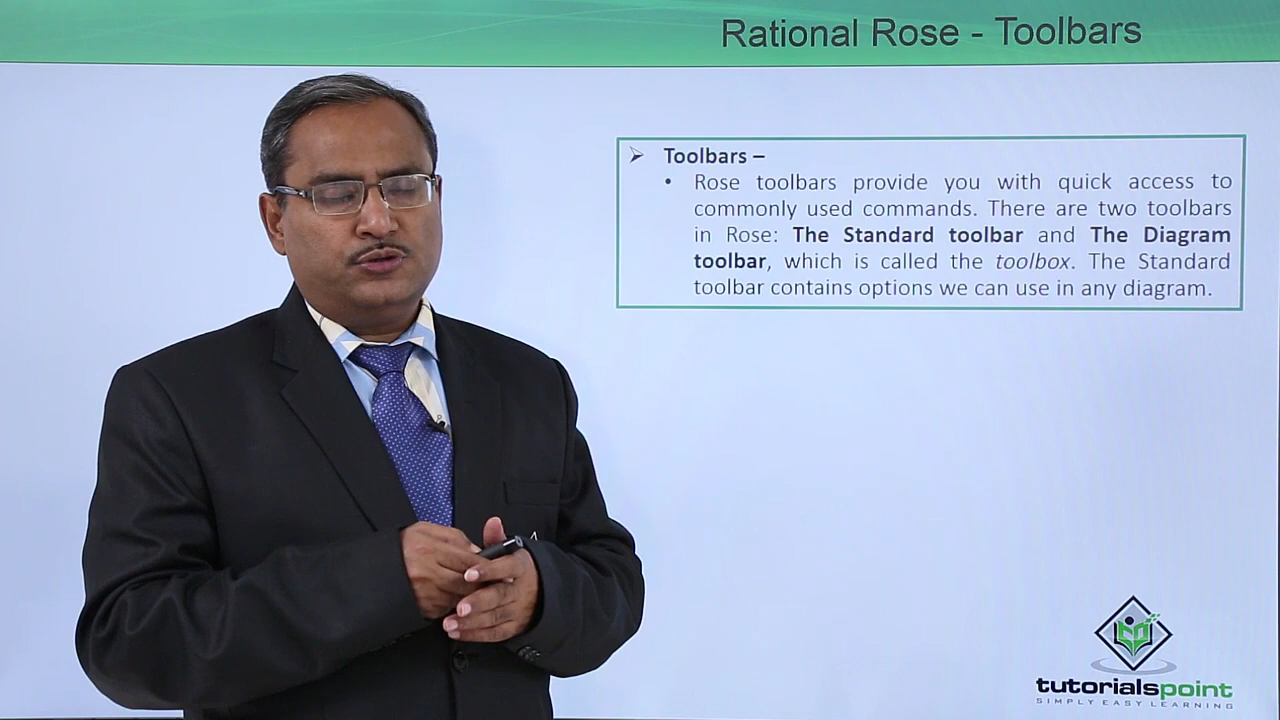 Rational Rose - Toolbars
➢ Toolbars –
• Rose toolbars provide you with quick access to
commonly used commands. There are two toolbars
in Rose: The Standard toolbar and The Diagram
toolbar, which is called the toolbox. The Standard
toolbar contains options we can use in any diagram.
tutorialspoint
SIMPLY EASY LEARNING